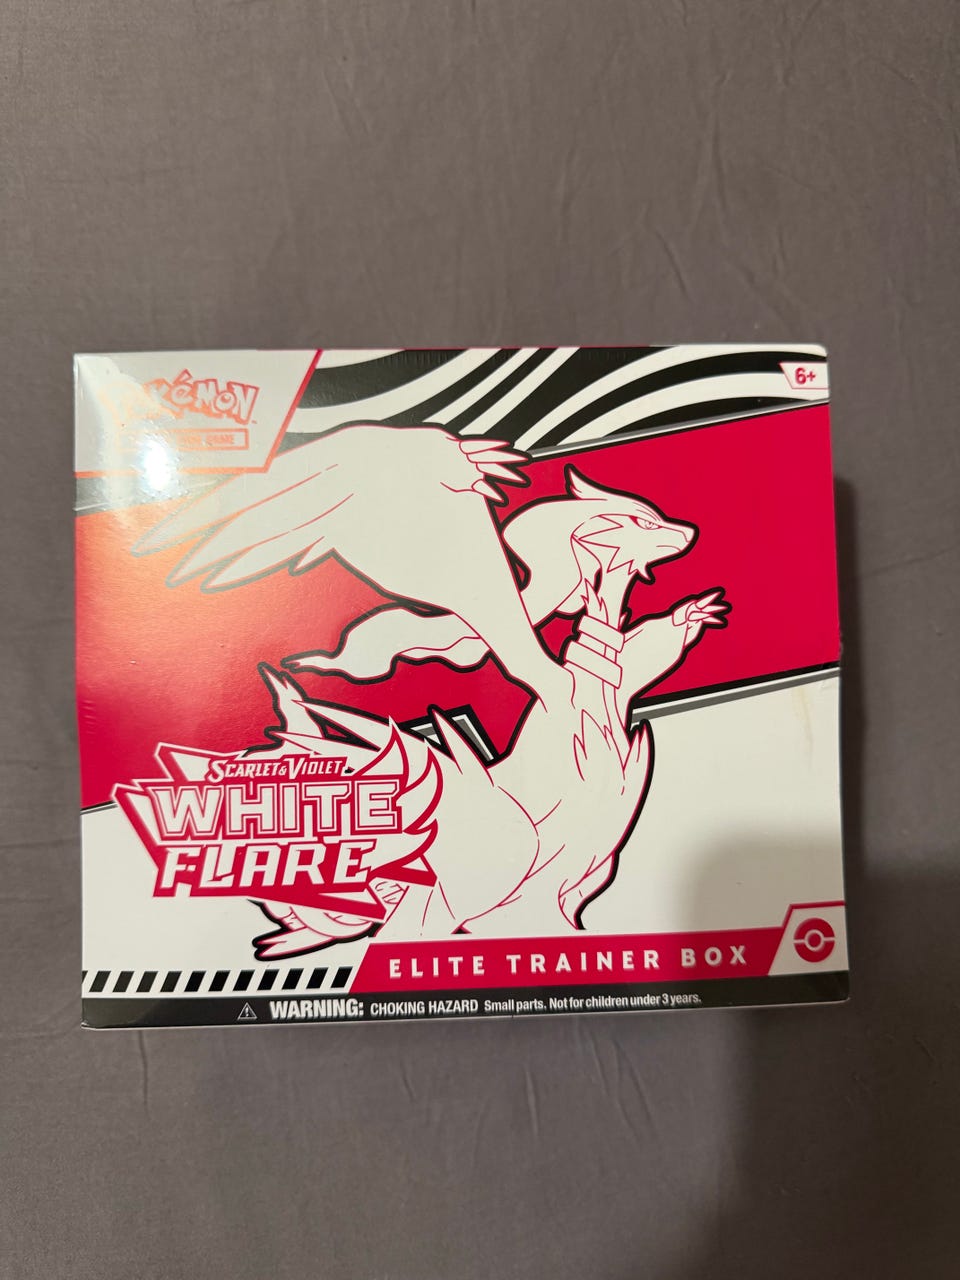 POKéMON
6+
SCARLET & VIOLET
WHITE
FLARE
ELITE TRAINER BOX
WARNING: CHOKING HAZARD Small parts. Not for children under 3 years.